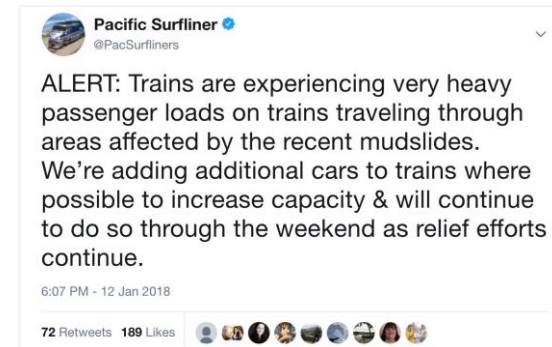 Pacific Surfliner
@PacSurfliners
ALERT: Trains are experiencing very heavy
passenger loads on trains traveling through
areas affected by the recent mudslides.
We’re adding additional cars to trains where
possible to increase capacity & will continue
to do so through the weekend as relief efforts
continue.
6:07 PM - 12 Jan 2018
72 Retweets 189 Likes